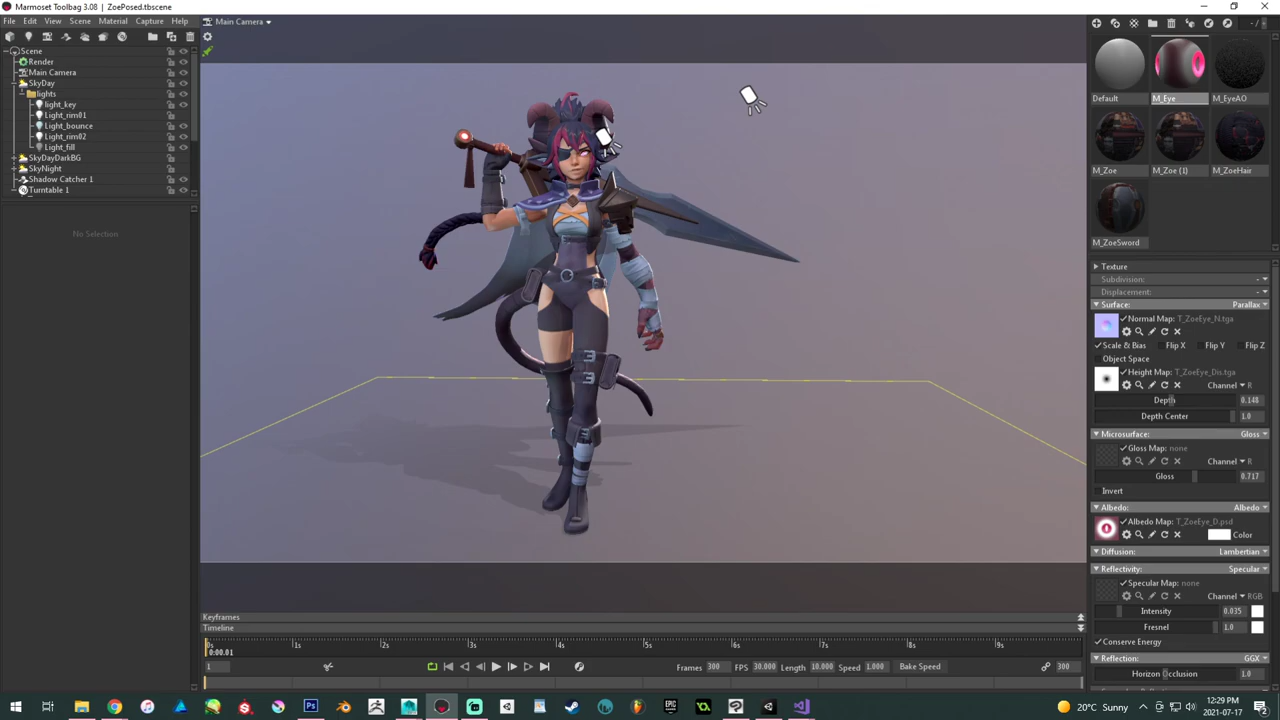 Marmoset Toolbag 3.08 | ZoePosed.tbscene
File Edit View Scene Material Capture Help
Main Camera
Scene
Render
Main Camera
SkyDay
lights
light_key
Light_rim01
Light_bounce
Light_rim02
Light_fill
SkyDayDarkBG
SkyNight
Shadow Catcher 1
Turntable 1
No Selection
- /
Default M_Eye M_EyeAO
M_Zoe M_Zoe (1) M_ZoeHair
M_ZoeSword
Texture
Subdivision: -
Displacement: -
Surface: Parallax
Normal Map: T_ZoeEye_N.tga
Scale & Bias Flip X Flip Y Flip Z
Object Space
Height Map: T_ZoeEye_Dis.tga
Channel R
Depth 0.148
Depth Center 1.0
Microsurface: Gloss
Gloss Map: none
Channel R
Gloss 0.717
Invert
Albedo: Albedo
Albedo Map: T_ZoeEye_D.psd
Color
Diffusion: Lambertian
Reflectivity: Specular
Specular Map: none
Channel RGB
Intensity 0.035
Fresnel 1.0
Conserve Energy
Reflection: GGX
Horizon Occlusion 1.0
Keyframes
Timeline
0s 1s 2s 3s 4s 5s 6s 7s 8s 9s
0:00.01
1 Frames 300 FPS 30.000 Length 10.000 Speed 1.000 Bake Speed 300
20°C Sunny
12:29 PM
2021-07-17